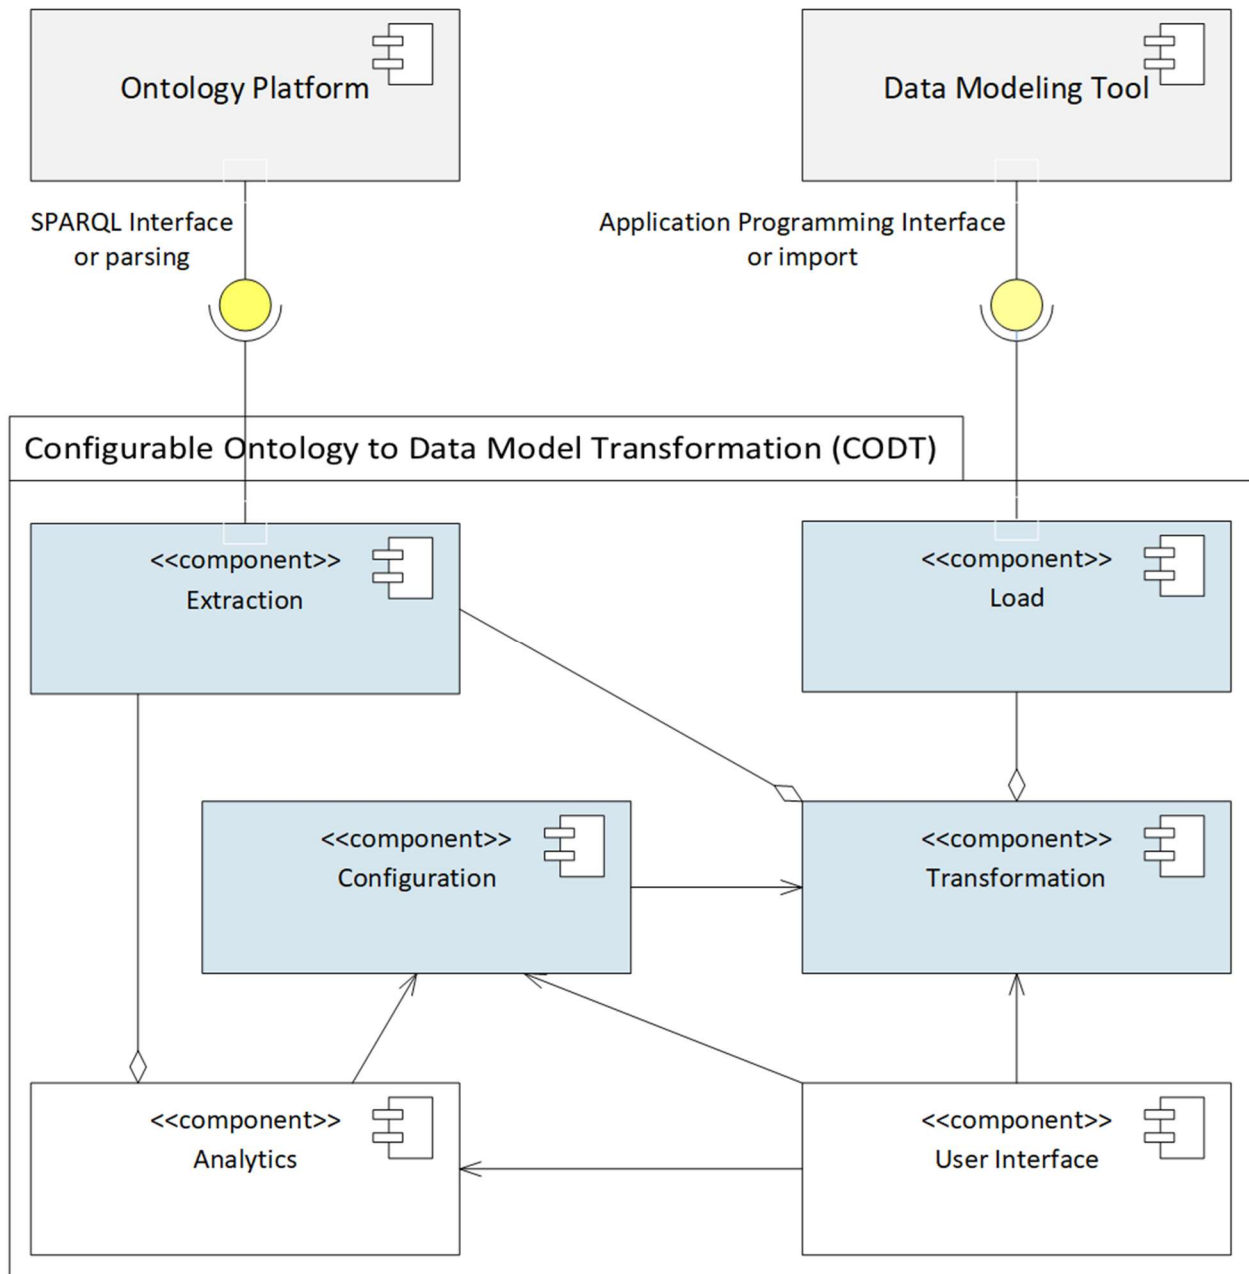 Ontology Platform
Data Modeling Tool
SPARQL Interface
or parsing
Application Programming Interface
or import
Configurable Ontology to Data Model Transformation (CODT)
<<component>>
Extraction
<<component>>
Load
<<component>>
Configuration
<<component>>
Transformation
<<component>>
Analytics
<<component>>
User Interface